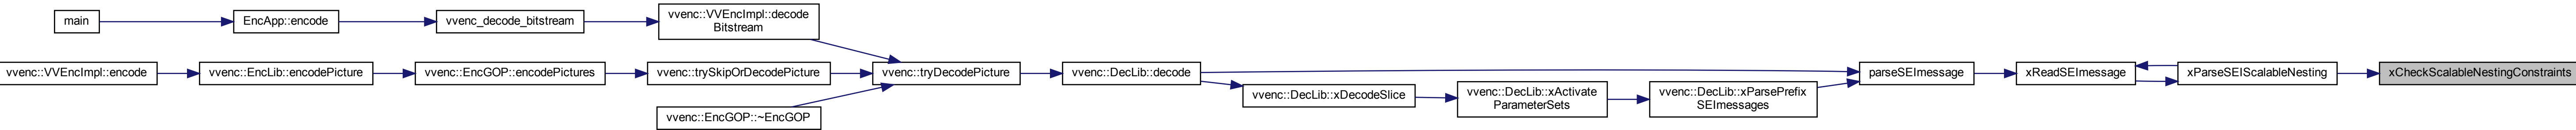 main
EncApp::encode
vvenc_decode_bitstream
vvenc::VVEncImpl::decode
Bitstream
vvenc::VVEncImpl::encode
vvenc::EncLib::encodePicture
vvenc::EncGOP::encodePictures
vvenc::trySkipOrDecodePicture
vvenc::EncGOP::~EncGOP
vvenc::tryDecodePicture
vvenc::DecLib::decode
vvenc::DecLib::xDecodeSlice
vvenc::DecLib::xActivate
ParameterSets
vvenc::DecLib::xParsePrefix
SEImessages
parseSEImessage
xReadSEImessage
xParseSEIScalableNesting
xCheckScalableNestingConstraints